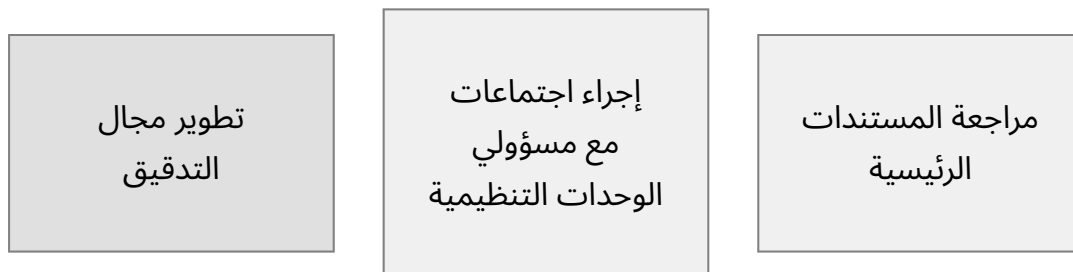 مراجعة المستندات
الرئيسية
إجراء اجتماعات
مع مسؤولي
الوحدات التنظيمية
تطوير مجال
التدقيق